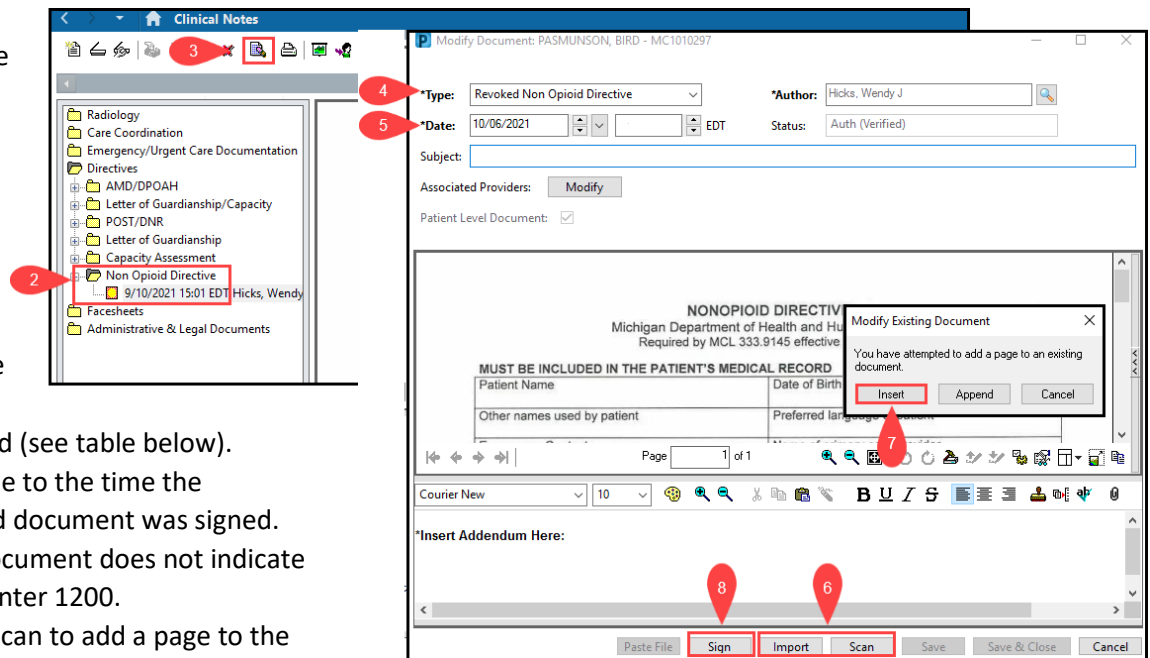 Clinical Notes
e
3
Radiology
Care Coordination
Emergency/Urgent Care Documentation
Directives
AMD/DPOAH
Letter of Guardianship/Capacity
POST/DNR
Letter of Guardianship
Capacity Assessment
2
Non Opioid Directive
9/10/2021 15:01 EDT Hicks, Wendy
Facesheets
Administrative & Legal Documents
e
d (see table below).
e to the time the
d document was signed.
ocument does not indicate
nter 1200.
can to add a page to the
Modify Document: PASMUNSON, BIRD - MC1010297
4
*Type: Revoked Non Opioid Directive *Author: Hicks, Wendy J
5
*Date: 10/06/2021 EDT Status: Auth (Verified)
Subject:
Associated Providers: Modify
Patient Level Document:
NONOPIOID DIRECTIV
Michigan Department of Health and Hu
Required by MCL 333.9145 effective
MUST BE INCLUDED IN THE PATIENT'S MEDICAL RECORD
Patient Name Date of Birth
Other names used by patient Preferred language
Modify Existing Document
You have attempted to add a page to an existing
document.
Insert Append Cancel
7
Page 1 of 1
Courier New 10 B U I S
*Insert Addendum Here:
8 6
Paste File Sign Import Scan Save Save & Close Cancel